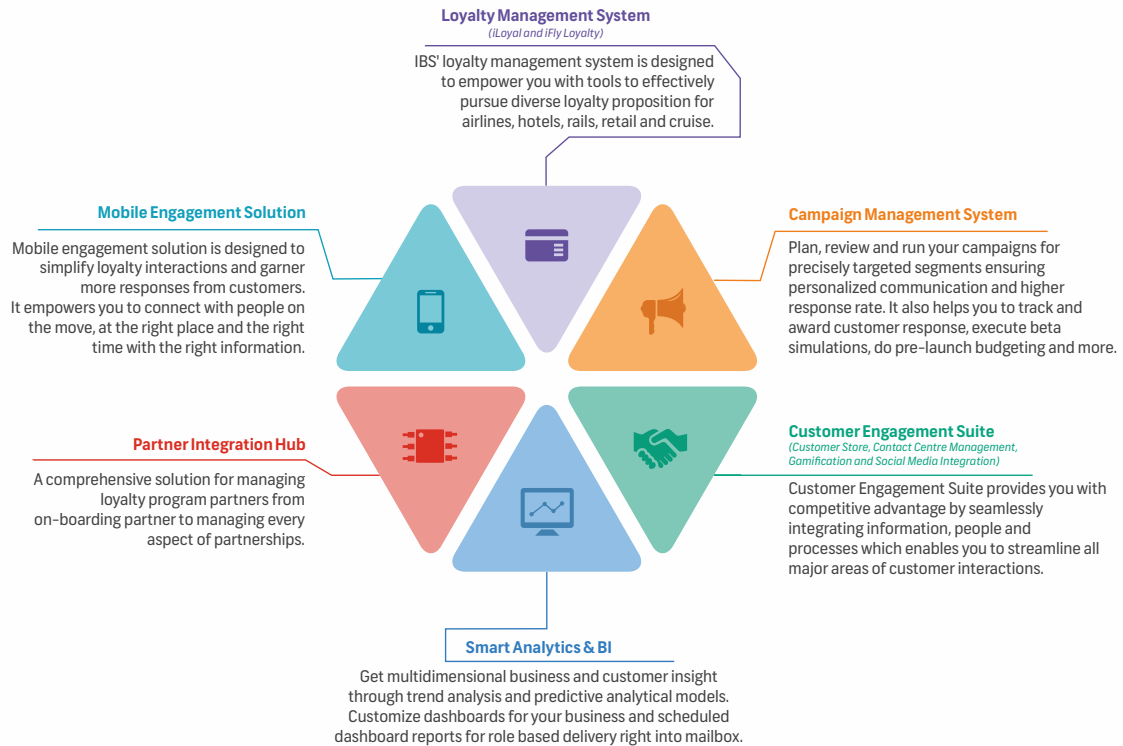 Loyalty Management System
(iLoyal and iFly Loyalty)
IBS' loyalty management system is designed
to empower you with tools to effectively
pursue diverse loyalty proposition for
airlines, hotels, rails, retail and cruise.
Mobile Engagement Solution
Mobile engagement solution is designed to
simplify loyalty interactions and garner
more responses from customers.
It empowers you to connect with people on
the move, at the right place and the right
time with the right information.
Campaign Management System
Plan, review and run your campaigns for
precisely targeted segments ensuring
personalized communication and higher
response rate. It also helps you to track and
award customer response, execute beta
simulations, do pre-launch budgeting and more.
Partner Integration Hub
A comprehensive solution for managing
loyalty program partners from
on-boarding partner to managing every
aspect of partnerships.
Customer Engagement Suite
(Customer Store, Contact Centre Management,
Gamification and Social Media Integration)
Customer Engagement Suite provides you with
competitive advantage by seamlessly
integrating information, people and
processes which enables you to streamline all
major areas of customer interactions.
Smart Analytics & BI
Get multidimensional business and customer insight
through trend analysis and predictive analytical models.
Customize dashboards for your business and scheduled
dashboard reports for role based delivery right into mailbox.